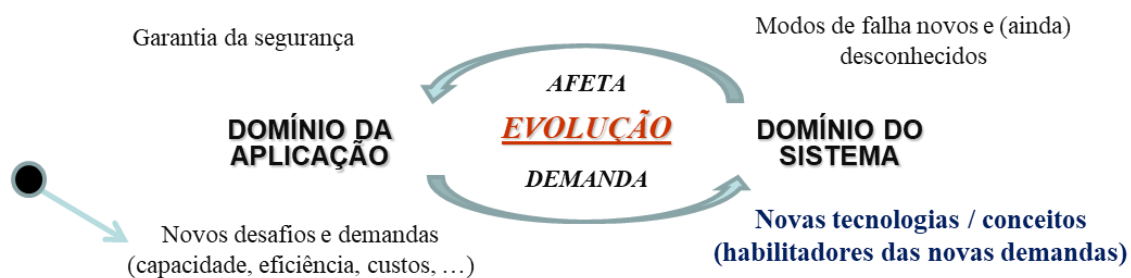 Garantia da segurança
Modos de falha novos e (ainda)
desconhecidos
AFETA
DOMÍNIO DA
APLICAÇÃO
EVOLUÇÃO
DOMÍNIO DO
SISTEMA
DEMANDA
Novos desafios e demandas
(capacidade, eficiência, custos, …)
Novas tecnologias / conceitos
(habilitadores das novas demandas)